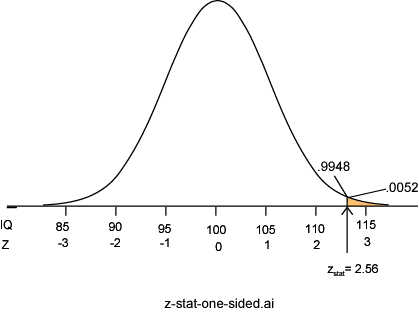 .9948
.0052
IQ 85 90 95 100 105 110 115
Z -3 -2 -1 0 1 2 3
zstat= 2.56
z-stat-one-sided.ai